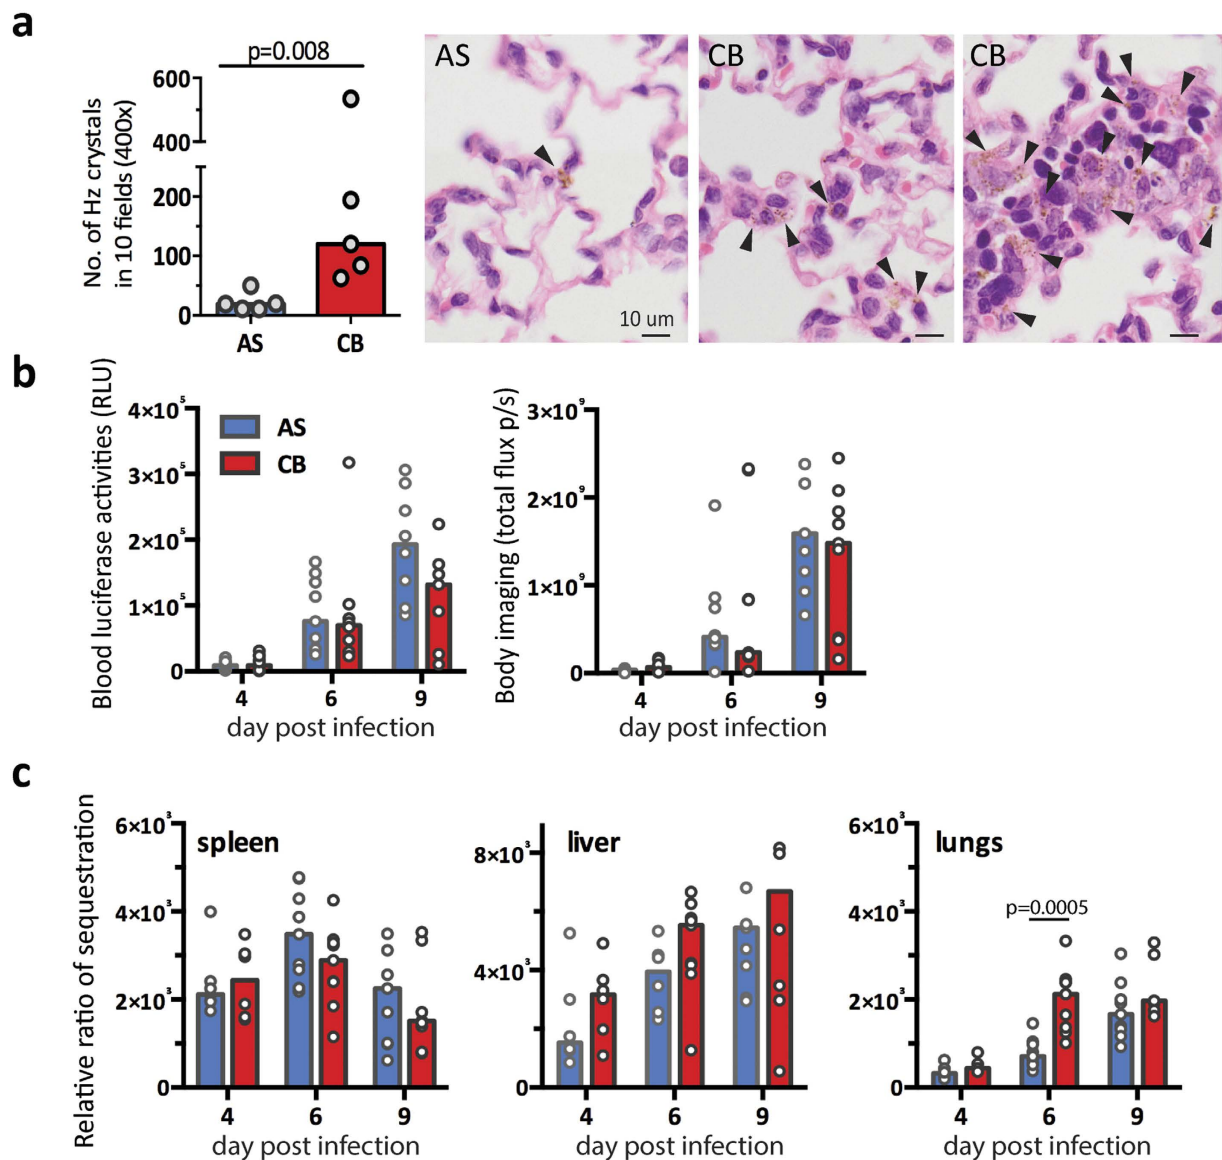 a
p=0.008
No. of Hz crystals
in 10 fields (400x)
600
400
200
100
0
AS
CB
AS
10 um
CB
CB
b
Blood luciferase activities (RLU)
4×10⁵
3×10⁵
2×10⁵
1×10⁵
0
AS
CB
4 6 9
day post infection
Body imaging (total flux p/s)
3×10⁹
2×10⁹
1×10⁹
0
4 6 9
day post infection
c
Relative ratio of sequestration
6×10³
4×10³
2×10³
0
spleen
4 6 9
day post infection
8×10³
4×10³
0
liver
4 6 9
day post infection
6×10³
4×10³
2×10³
0
lungs
p=0.0005
4 6 9
day post infection